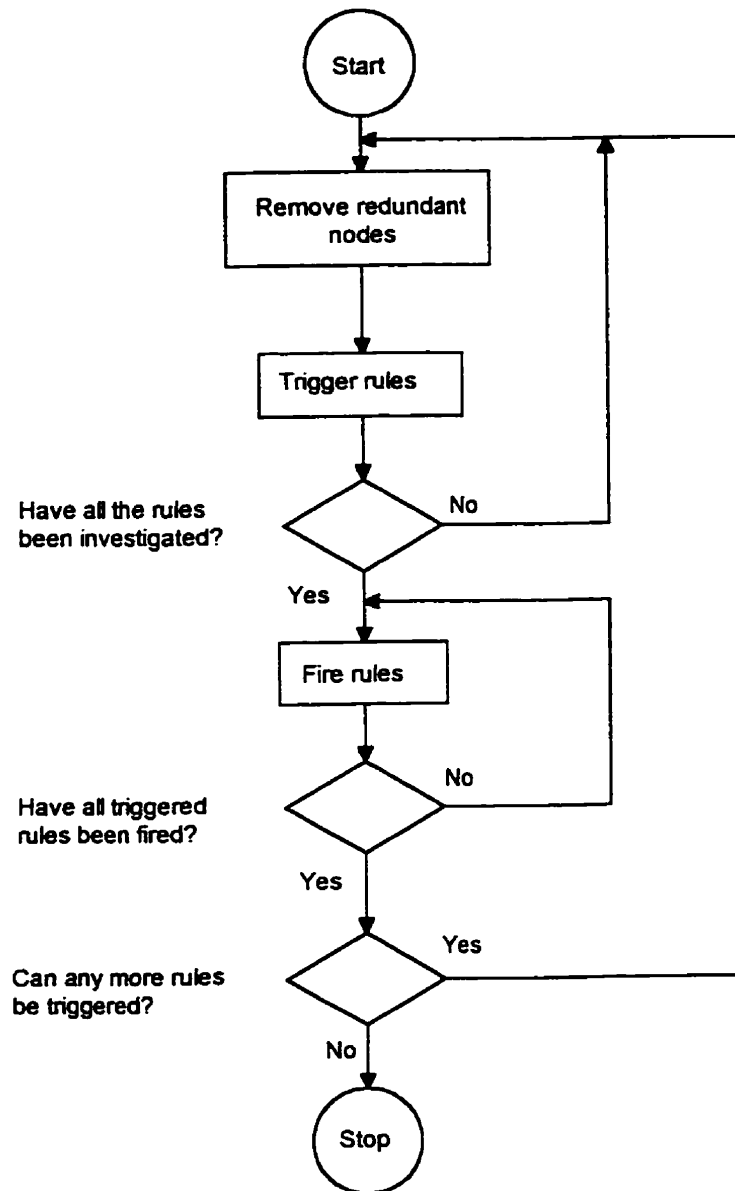 Start
Remove redundant
nodes
Trigger rules
Have all the rules
been investigated?
No
Yes
Fire rules
Have all triggered
rules been fired?
No
Yes
Can any more rules
be triggered?
Yes
No
Stop